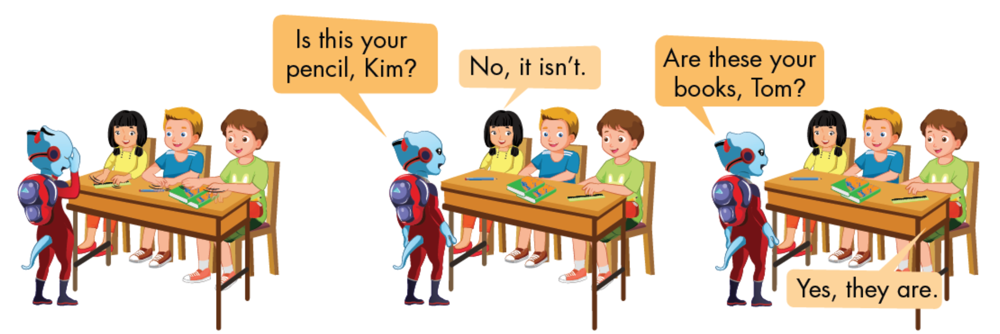 Is this your
pencil, Kim?
No, it isn’t.
Are these your
books, Tom?
Yes, they are.